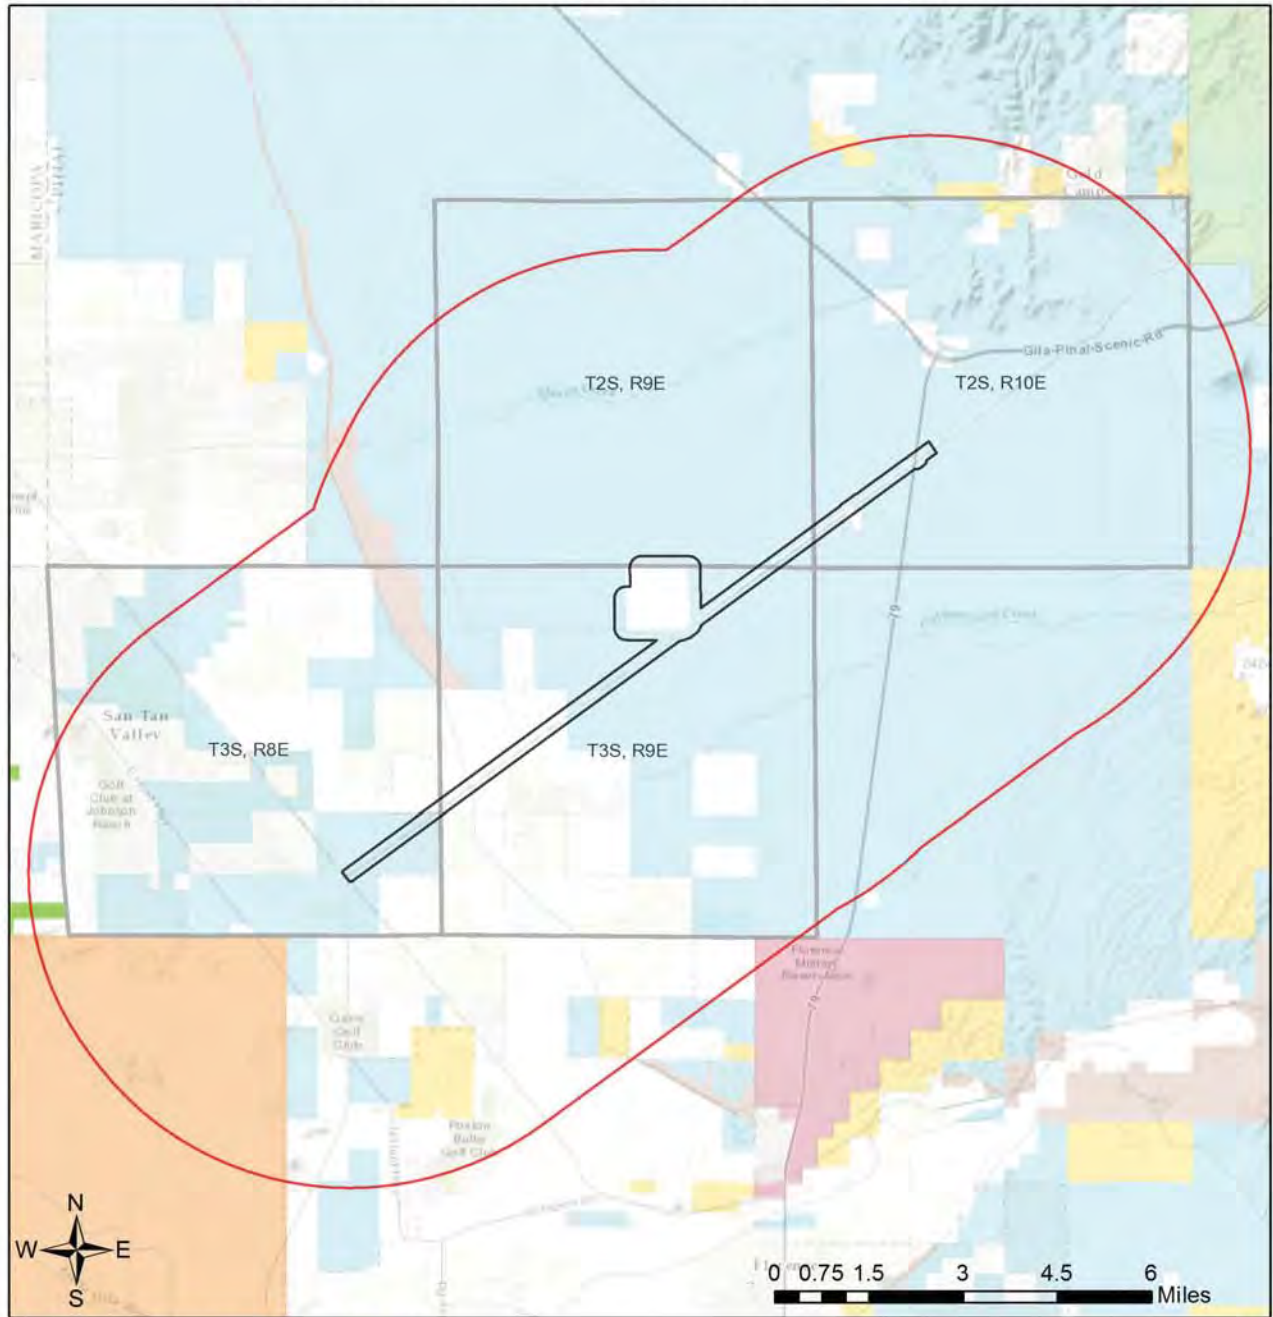 MARICOPA
PINAL
Gold
Camp
Gila-Pinal-Scenic-Rd
T2S, R9E
T2S, R10E
79
San Tan
Valley
T3S, R8E
T3S, R9E
Golf
Club at
Johnson
Ranch
Florence
Military
Reservation
79
Golf
Club
Poston
Butte
Golf Club
N
W
E
S
Florence
0 0.75 1.5 3 4.5 6
Miles